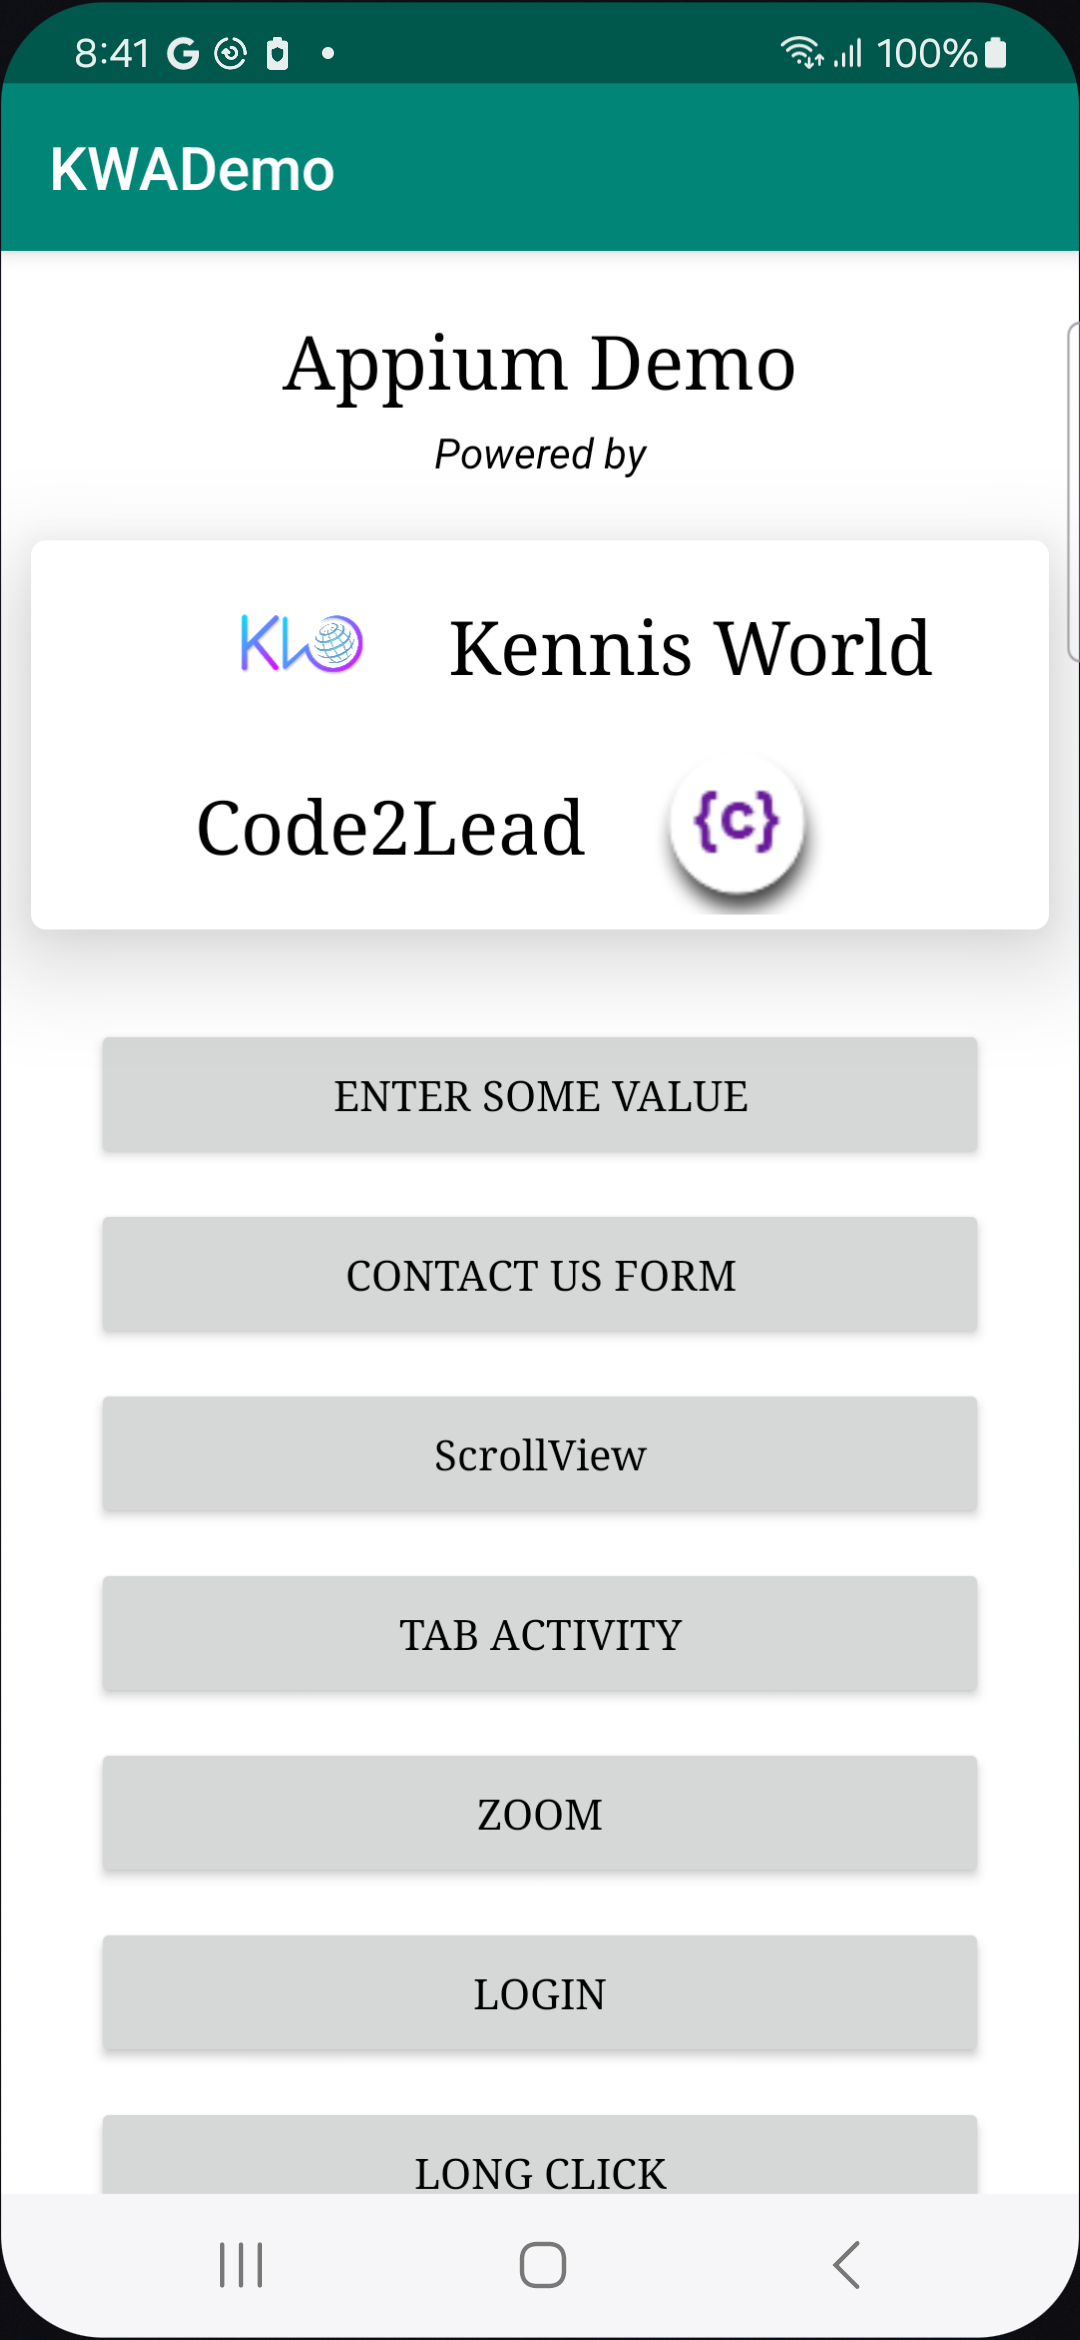 8:41 G 100%
KWADemo
Appium Demo
Powered by
KW Kennis World
Code2Lead {c}
ENTER SOME VALUE
CONTACT US FORM
ScrollView
TAB ACTIVITY
ZOOM
LOGIN
LONG CLICK